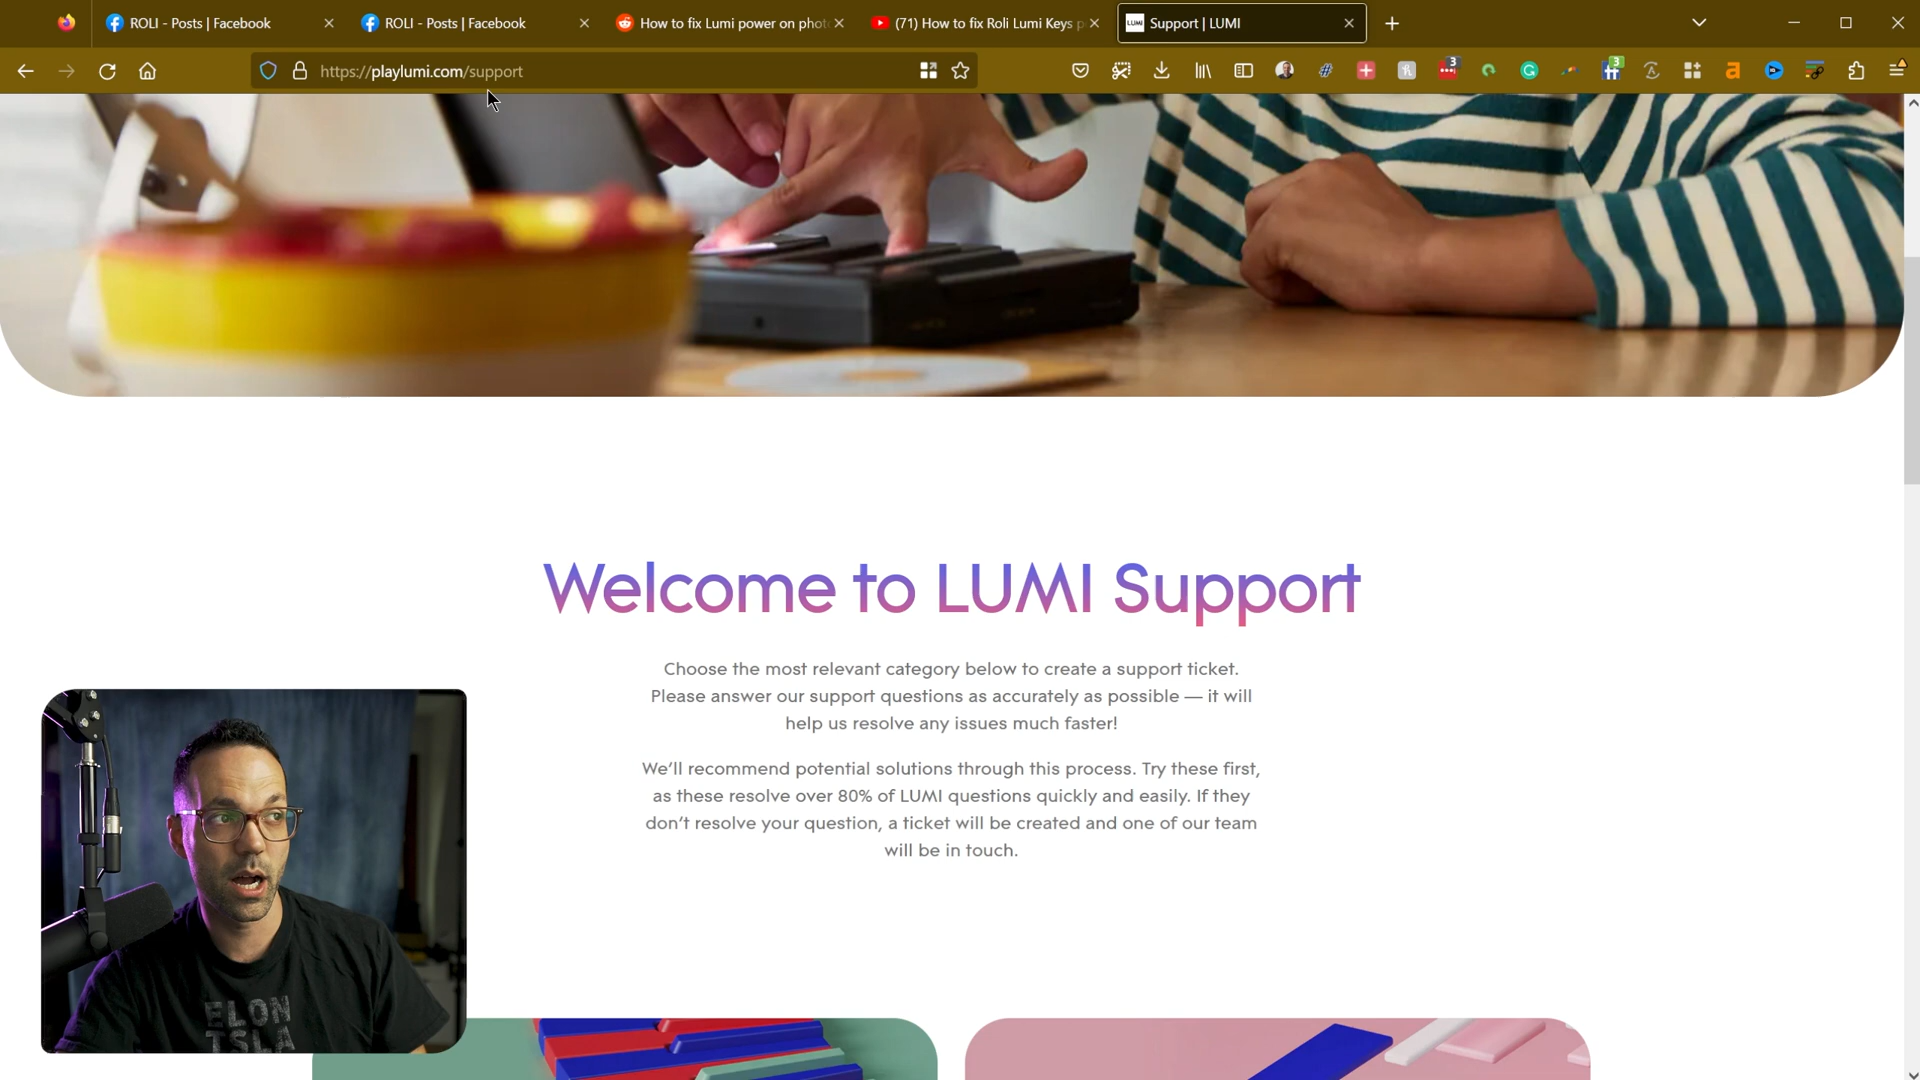 ROLI - Posts | Facebook
ROLI - Posts | Facebook
How to fix Lumi power on phot
(71) How to fix Roli Lumi Keys p
LUMI
Support | LUMI
https://playlumi.com/support
3
3
Welcome to LUMI Support
Choose the most relevant category below to create a support ticket.
Please answer our support questions as accurately as possible — it will
help us resolve any issues much faster!
We'll recommend potential solutions through this process. Try these first,
as these resolve over 80% of LUMI questions quickly and easily. If they
don't resolve your question, a ticket will be created and one of our team
will be in touch.
ELON
TSLA